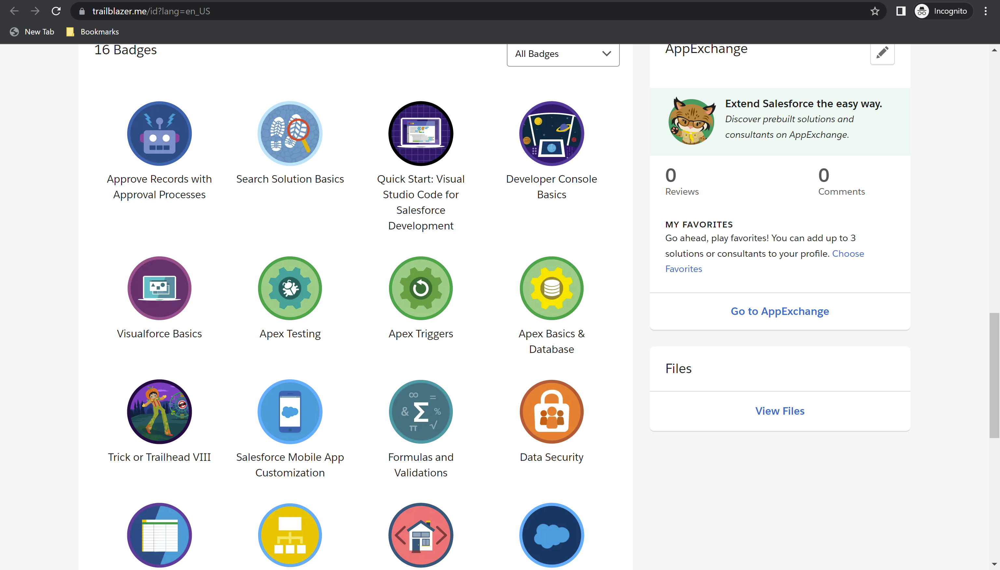 trailblazer.me/id?lang=en_US
Incognito
New Tab
Bookmarks
16 Badges
All Badges
Approve Records with
Approval Processes
Search Solution Basics
Quick Start: Visual
Studio Code for
Salesforce
Development
Developer Console
Basics
Visualforce Basics
Apex Testing
Apex Triggers
Apex Basics &
Database
∞ =
& Σ %
π √
Trick or Trailhead VIII
Salesforce Mobile App
Customization
Formulas and
Validations
Data Security
AppExchange
Extend Salesforce the easy way.
Discover prebuilt solutions and
consultants on AppExchange.
0
Reviews
0
Comments
MY FAVORITES
Go ahead, play favorites! You can add up to 3
solutions or consultants to your profile. Choose
Favorites
Go to AppExchange
Files
View Files